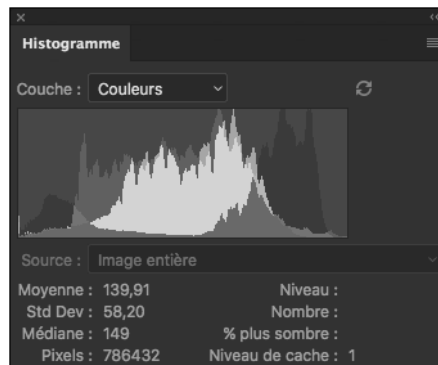 Histogramme
Couche : Couleurs
Source : Image entière
Moyenne : 139,91 Niveau :
Std Dev : 58,20 Nombre :
Médiane : 149 % plus sombre :
Pixels : 786432 Niveau de cache : 1